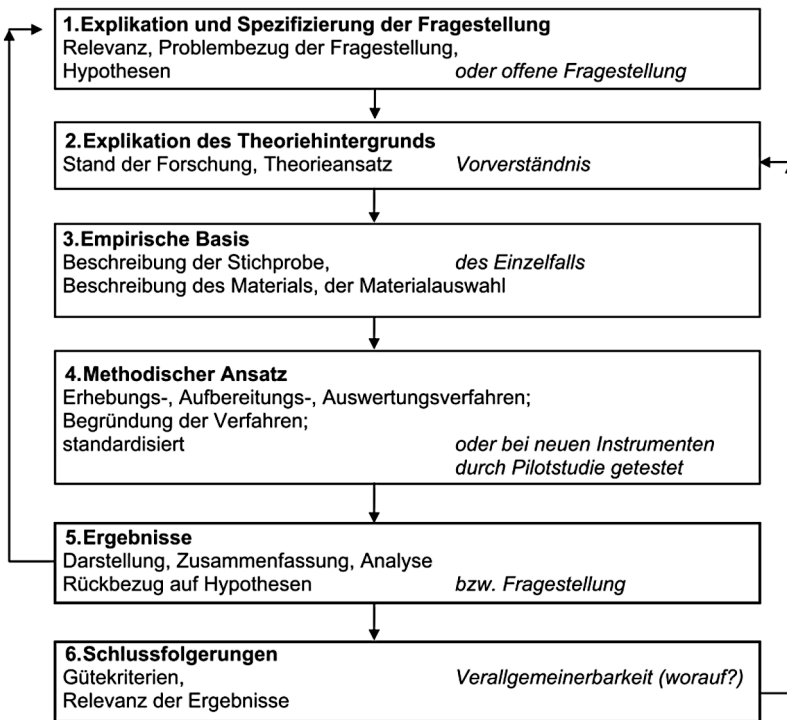 1.Explikation und Spezifizierung der Fragestellung
Relevanz, Problembezug der Fragestellung,
Hypothesen oder offene Fragestellung
2.Explikation des Theoriehintergrunds
Stand der Forschung, Theorieansatz Vorverständnis
3.Empirische Basis
Beschreibung der Stichprobe, des Einzelfalls
Beschreibung des Materials, der Materialauswahl
4.Methodischer Ansatz
Erhebungs-, Aufbereitungs-, Auswertungsverfahren;
Begründung der Verfahren;
standardisiert oder bei neuen Instrumenten
durch Pilotstudie getestet
5.Ergebnisse
Darstellung, Zusammenfassung, Analyse
Rückbezug auf Hypothesen bzw. Fragestellung
6.Schlussfolgerungen
Gütekriterien, Verallgemeinerbarkeit (worauf?)
Relevanz der Ergebnisse